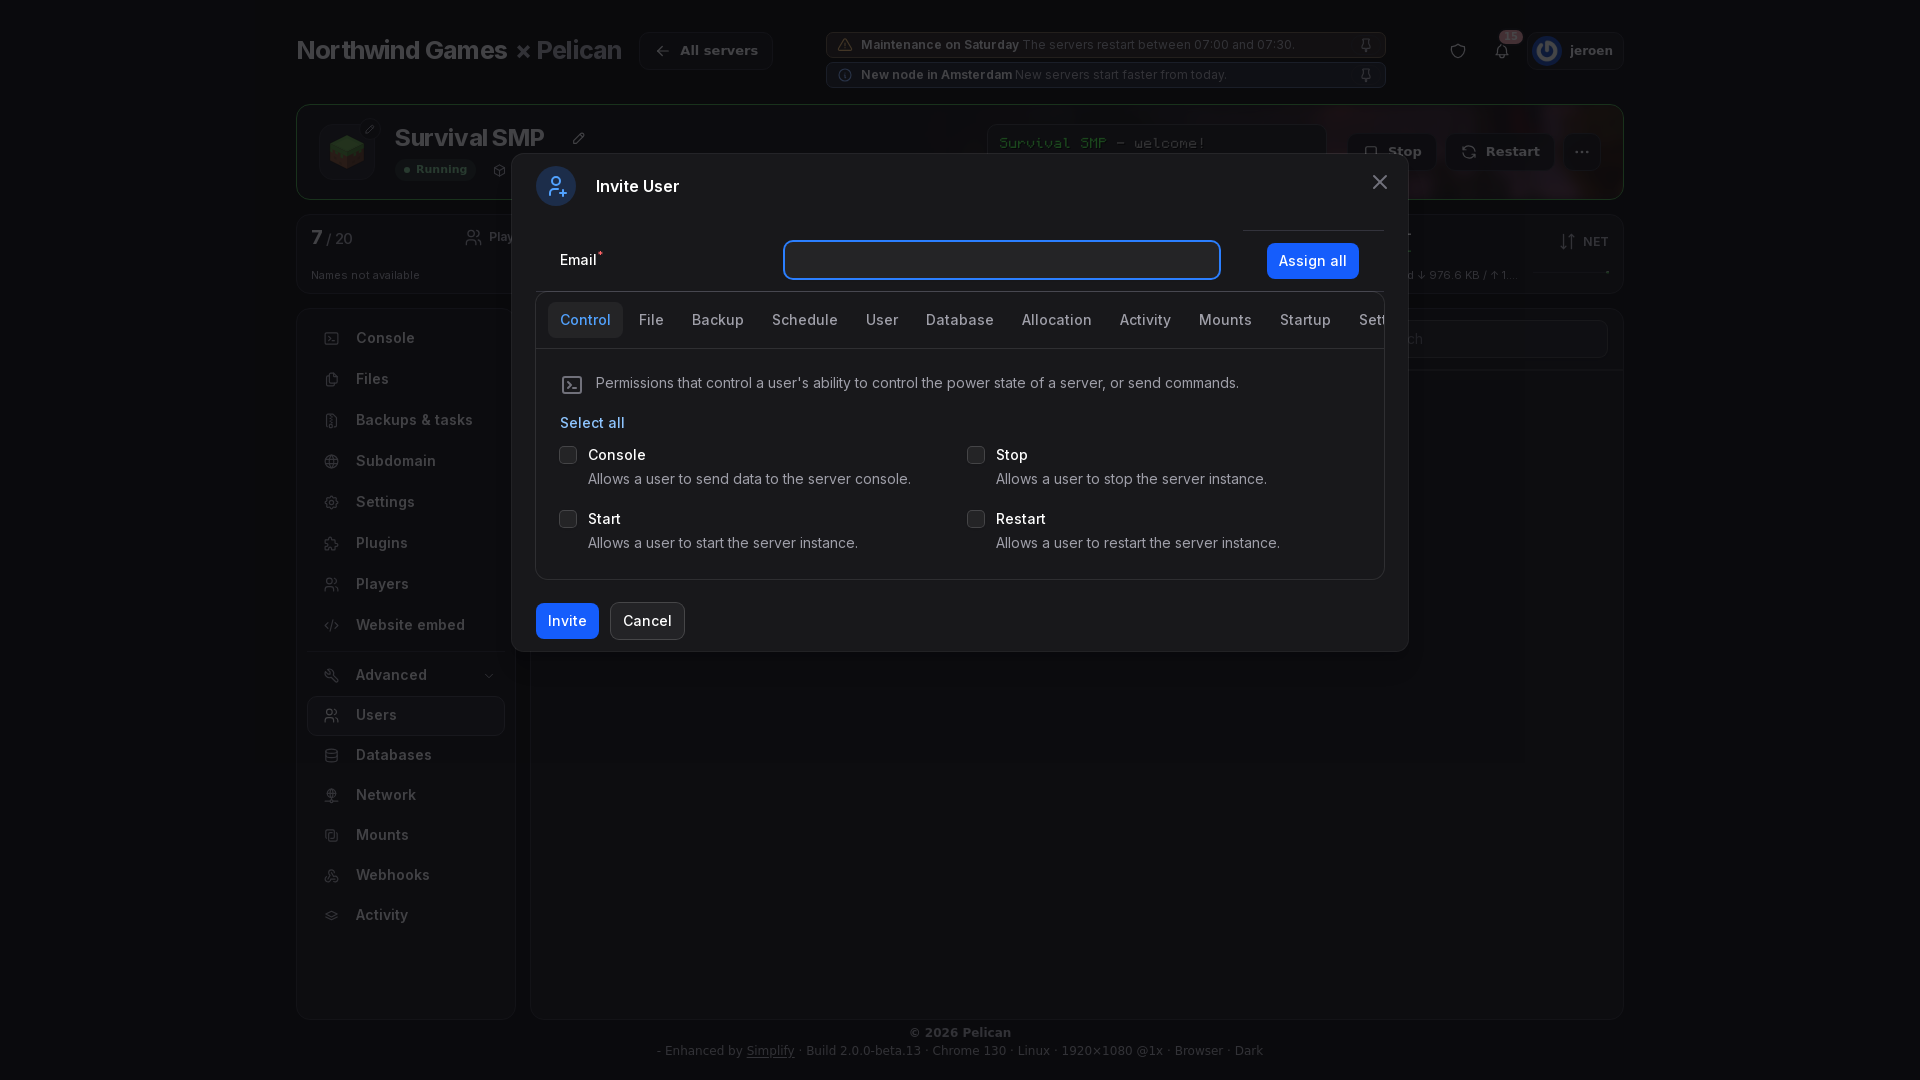 Northwind Games × Pelican
All servers
Maintenance on Saturday The servers restart between 07:00 and 07:30.
New node in Amsterdam New servers start faster from today.
15
jeroen
Survival SMP
Running
Survival SMP - welcome!
Stop
Restart
7 / 20
Names not available
NET
↓ 976.6 KB / ↑ 1....
Console
Files
Backups & tasks
Subdomain
Settings
Plugins
Players
Website embed
Advanced
Users
Databases
Network
Mounts
Webhooks
Activity
Invite User
Email*
Assign all
Control
File
Backup
Schedule
User
Database
Allocation
Activity
Mounts
Startup
Sett
Permissions that control a user's ability to control the power state of a server, or send commands.
Select all
Console
Allows a user to send data to the server console.
Stop
Allows a user to stop the server instance.
Start
Allows a user to start the server instance.
Restart
Allows a user to restart the server instance.
Invite
Cancel
© 2026 Pelican
- Enhanced by Simplify · Build 2.0.0-beta.13 · Chrome 130 · Linux · 1920×1080 @1x · Browser · Dark